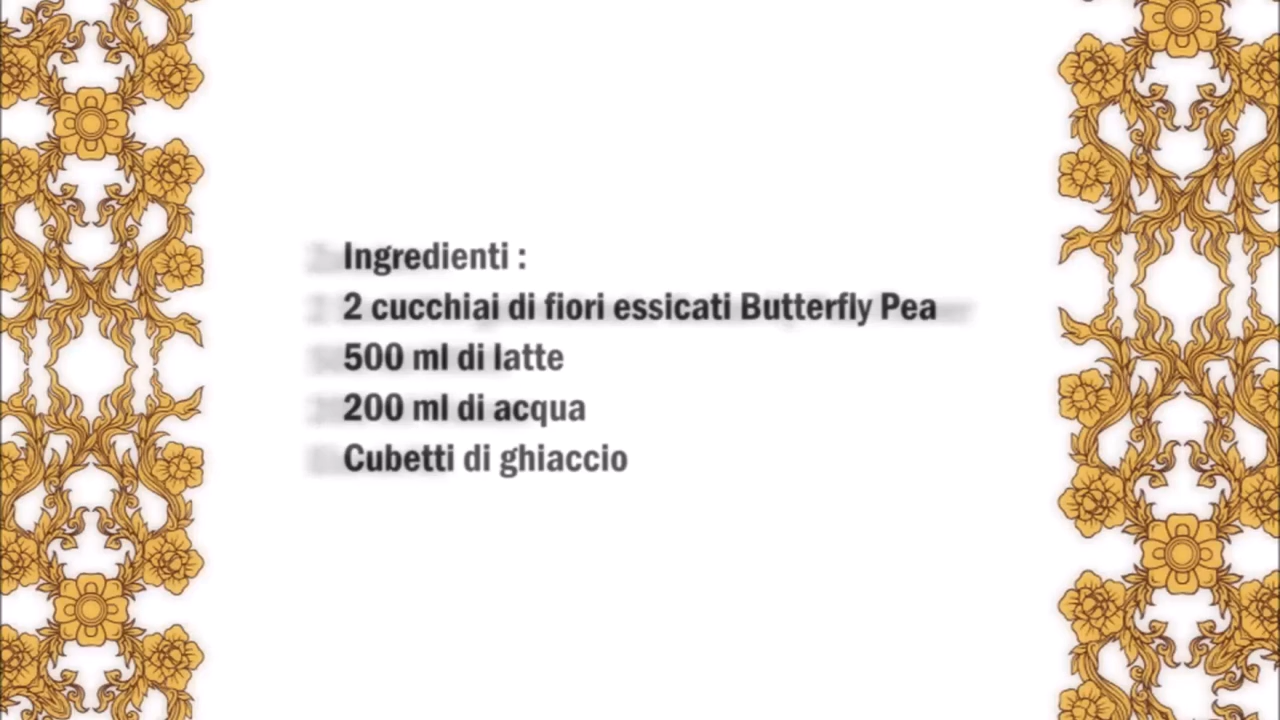 Ingredienti :
2 cucchiai di fiori essicati Butterfly Pea
500 ml di latte
200 ml di acqua
Cubetti di ghiaccio